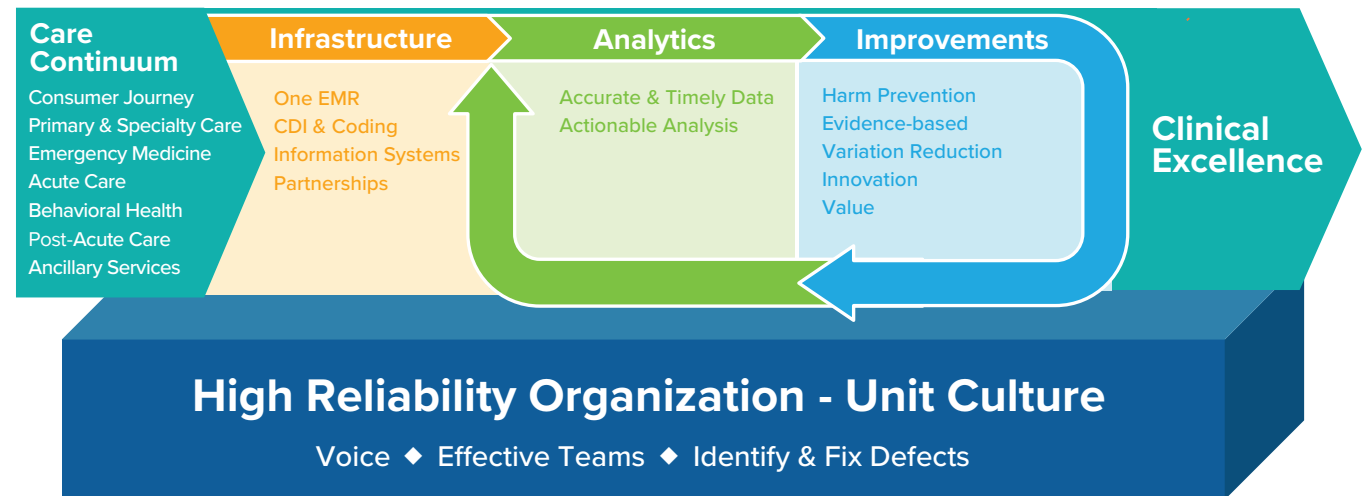 Care
Continuum
Consumer Journey
Primary & Specialty Care
Emergency Medicine
Acute Care
Behavioral Health
Post-Acute Care
Ancillary Services
Infrastructure
One EMR
CDI & Coding
Information Systems
Partnerships
Analytics
Accurate & Timely Data
Actionable Analysis
Improvements
Harm Prevention
Evidence-based
Variation Reduction
Innovation
Value
Clinical
Excellence
High Reliability Organization - Unit Culture
Voice ◆ Effective Teams ◆ Identify & Fix Defects